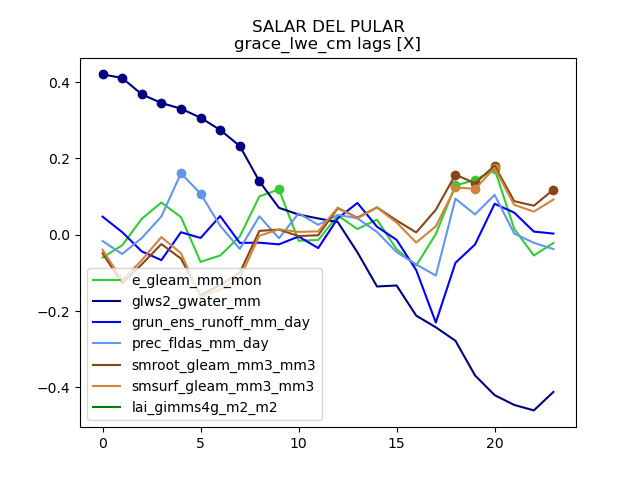 SALAR DEL PULAR
grace_lwe_cm lags [X]
0.4
0.2
0.0
−0.2
−0.4
e_gleam_mm_mon
glws2_gwater_mm
grun_ens_runoff_mm_day
prec_fldas_mm_day
smroot_gleam_mm3_mm3
smsurf_gleam_mm3_mm3
lai_gimms4g_m2_m2
0 5 10 15 20